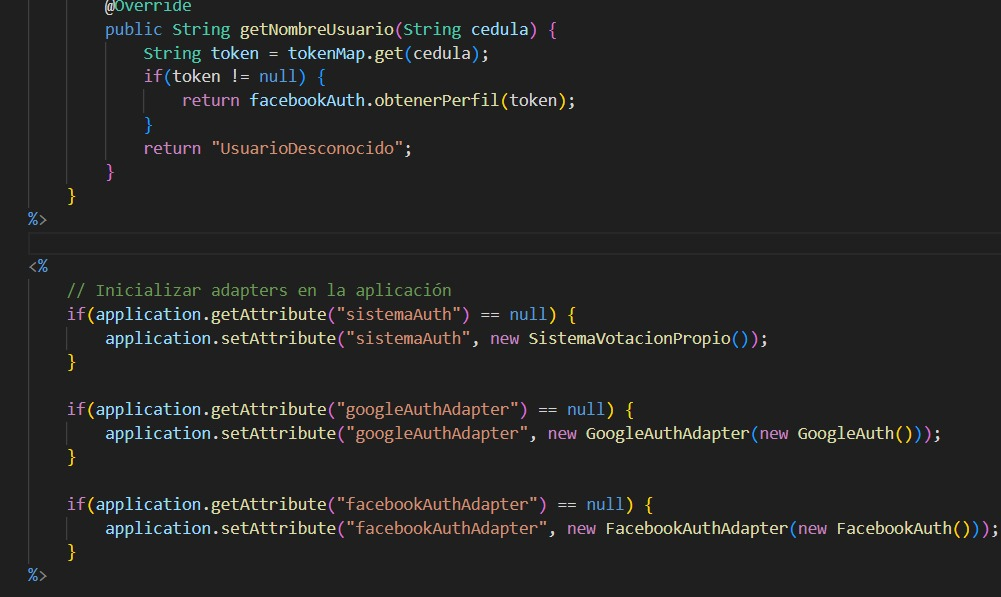 @Override
public String getNombreUsuario(String cedula) {
String token = tokenMap.get(cedula);
if(token != null) {
return facebookAuth.obtenerPerfil(token);
}
return "UsuarioDesconocido";
}
}
%>
<%
// Inicializar adapters en la aplicación
if(application.getAttribute("sistemaAuth") == null) {
application.setAttribute("sistemaAuth", new SistemaVotacionPropio());
}
if(application.getAttribute("googleAuthAdapter") == null) {
application.setAttribute("googleAuthAdapter", new GoogleAuthAdapter(new GoogleAuth()));
}
if(application.getAttribute("facebookAuthAdapter") == null) {
application.setAttribute("facebookAuthAdapter", new FacebookAuthAdapter(new FacebookAuth()));
}
%>